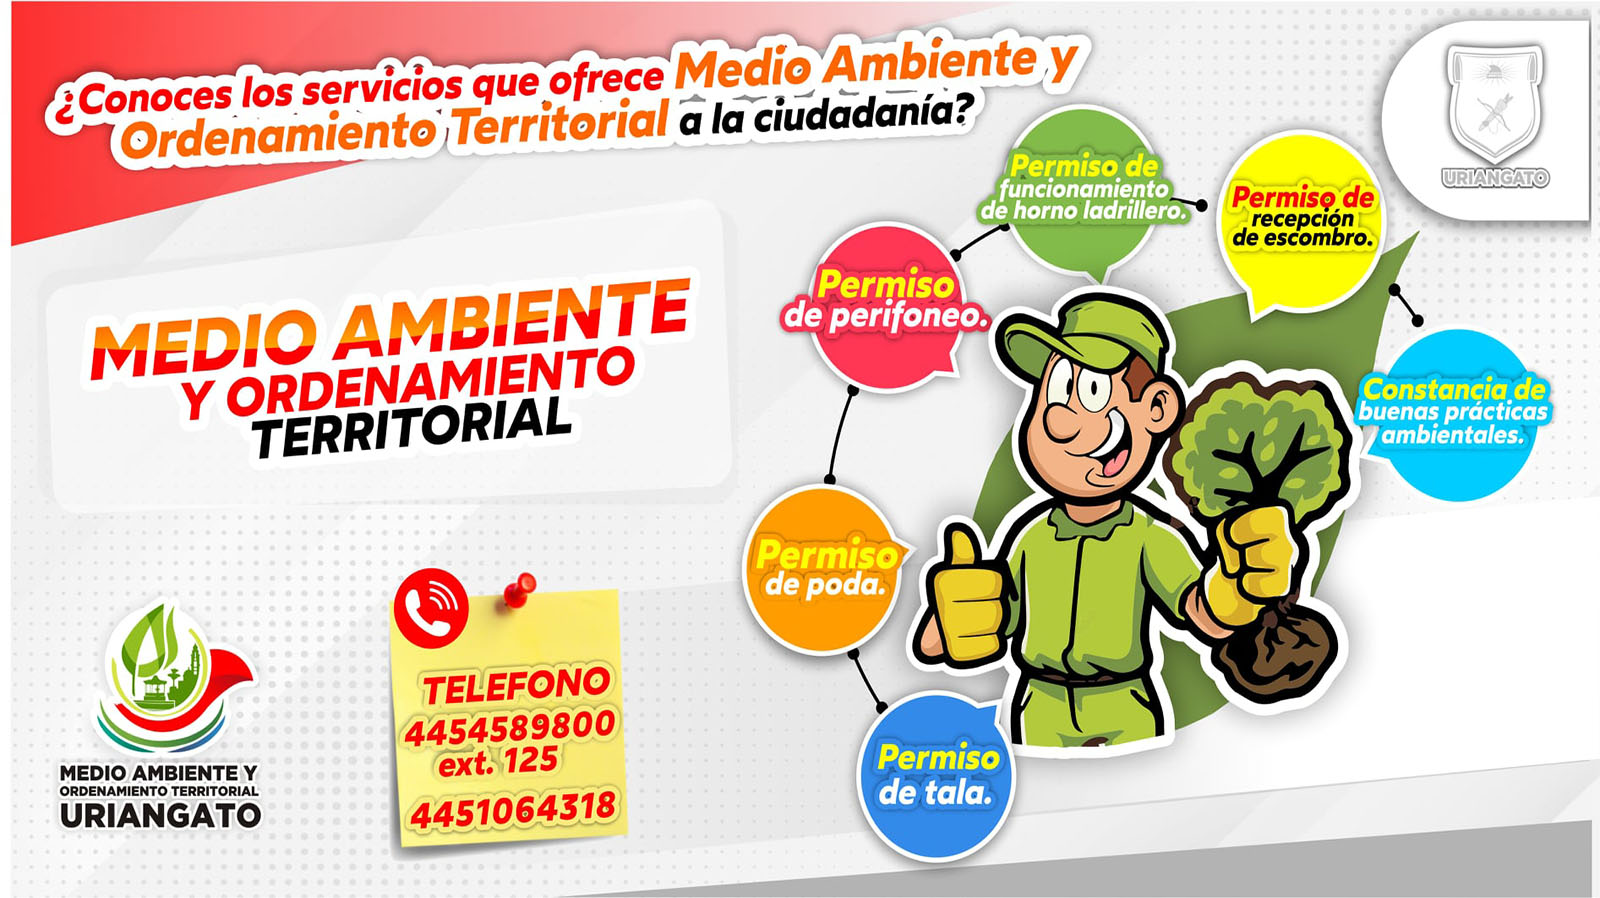 ¿Conoces los servicios que ofrece Medio Ambiente y
Ordenamiento Territorial a la ciudadanía?
URIANGATO
MEDIO AMBIENTE
Y ORDENAMIENTO
TERRITORIAL
Permiso de
funcionamiento
de horno ladrillero.
Permiso de
recepción
de escombro.
Permiso
de perifoneo.
Constancia de
buenas prácticas
ambientales.
Permiso
de poda.
Permiso
de tala.
TELEFONO
4454589800
ext. 125
4451064318
MEDIO AMBIENTE Y
ORDENAMIENTO TERRITORIAL
URIANGATO